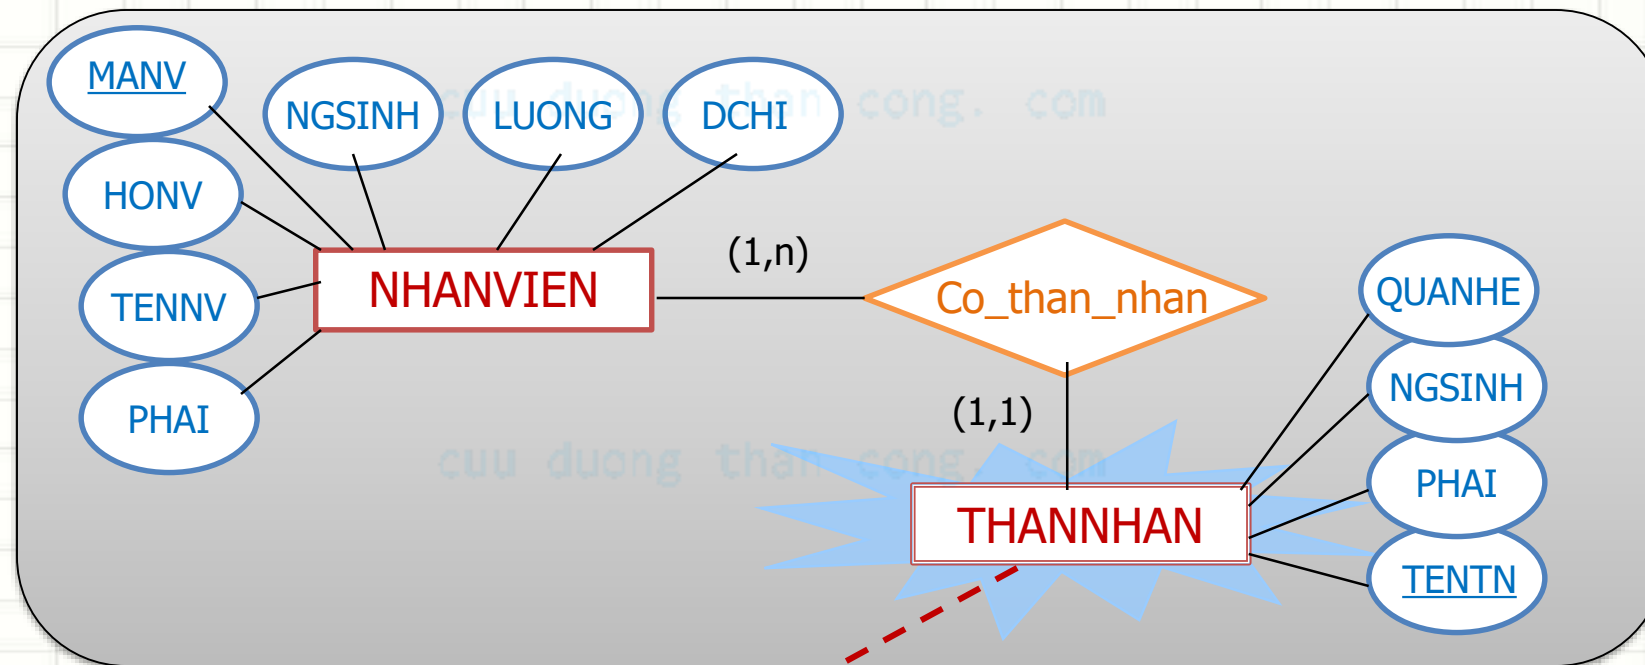 MANV
NGSINH
LUONG
DCHI
cuu duong than cong. com
HONV
TENNV
PHAI
NHANVIEN
(1,n)
Co_than_nhan
QUANHE
NGSINH
PHAI
TENTN
(1,1)
cuu duong than cong. com
THANNHAN